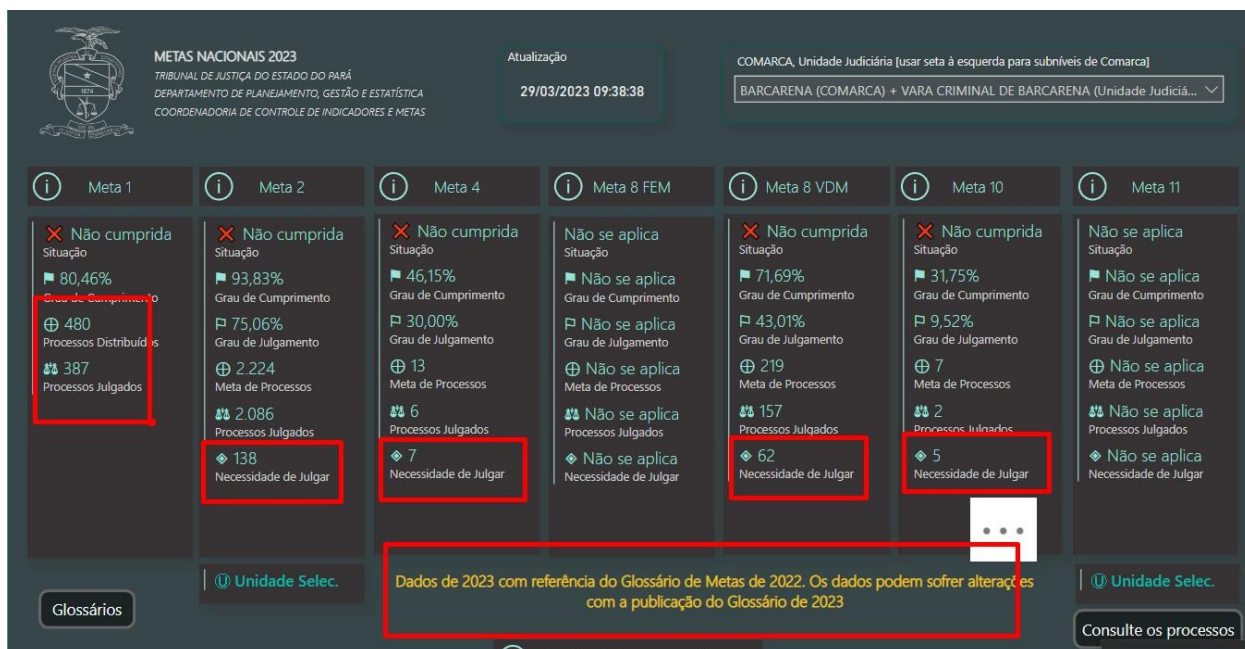 METAS NACIONAIS 2023
TRIBUNAL DE JUSTIÇA DO ESTADO DO PARÁ
DEPARTAMENTO DE PLANEJAMENTO, GESTÃO E ESTATÍSTICA
COORDENADORIA DE CONTROLE DE INDICADORES E METAS
1874
Atualização
29/03/2023 09:38:38
COMARCA, Unidade Judiciária [usar seta à esquerda para subníveis de Comarca]
BARCARENA (COMARCA) + VARA CRIMINAL DE BARCARENA (Unidade Judiciá...
Meta 1
Não cumprida
Situação
80,46%
Grau de Cumprimento
480
Processos Distribuídos
387
Processos Julgados
Meta 2
Não cumprida
Situação
93,83%
Grau de Cumprimento
75,06%
Grau de Julgamento
2.224
Meta de Processos
2.086
Processos Julgados
138
Necessidade de Julgar
Meta 4
Não cumprida
Situação
46,15%
Grau de Cumprimento
30,00%
Grau de Julgamento
13
Meta de Processos
6
Processos Julgados
7
Necessidade de Julgar
Meta 8 FEM
Não se aplica
Situação
Não se aplica
Grau de Cumprimento
Não se aplica
Grau de Julgamento
Não se aplica
Meta de Processos
Não se aplica
Processos Julgados
Não se aplica
Necessidade de Julgar
Meta 8 VDM
Não cumprida
Situação
71,69%
Grau de Cumprimento
43,01%
Grau de Julgamento
219
Meta de Processos
157
Processos Julgados
62
Necessidade de Julgar
Meta 10
Não cumprida
Situação
31,75%
Grau de Cumprimento
9,52%
Grau de Julgamento
7
Meta de Processos
2
Processos Julgados
5
Necessidade de Julgar
Meta 11
Não se aplica
Situação
Não se aplica
Grau de Cumprimento
Não se aplica
Grau de Julgamento
Não se aplica
Meta de Processos
Não se aplica
Processos Julgados
Não se aplica
Necessidade de Julgar
Glossários
Unidade Selec.
Dados de 2023 com referência do Glossário de Metas de 2022. Os dados podem sofrer alterações
com a publicação do Glossário de 2023
Unidade Selec.
Consulte os processos